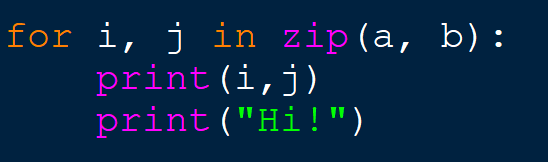 for i, j in zip(a, b):
    print(i,j)
    print("Hi!")